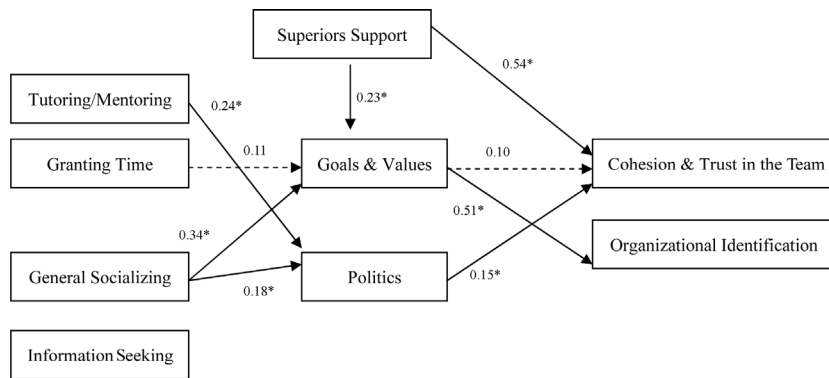 Superiors Support
0.54*
Tutoring/Mentoring
0.24*
0.23*
Granting Time
0.11
Goals & Values
0.10
Cohesion & Trust in the Team
0.34*
0.51*
Organizational Identification
General Socializing
0.18*
Politics
0.15*
Information Seeking